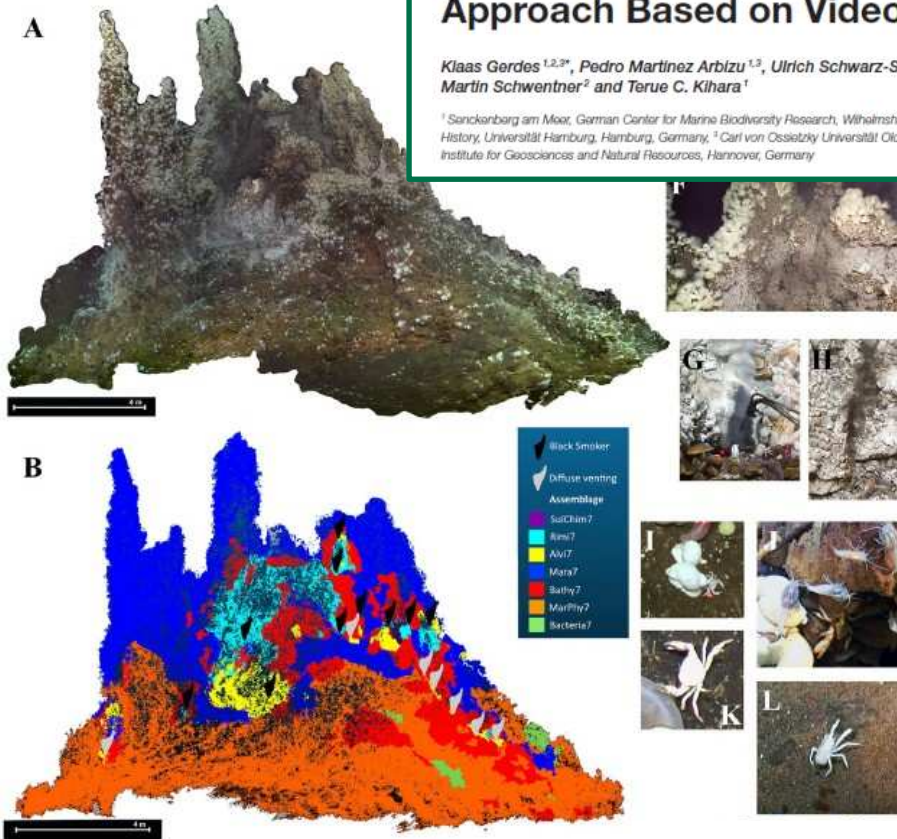 A
Approach Based on Video
Klaas Gerdes 1,2,3*, Pedro Martinez Arbizu 1,3, Ulrich Schwarz-S
Martin Schwentner 2 and Terue C. Kihara 1
1 Senckenberg am Meer, German Center for Marine Biodiversity Research, Wilhelmsh
History, Universität Hamburg, Hamburg, Germany, 3 Carl von Ossietzky Universität Old
Institute for Geosciences and Natural Resources, Hannover, Germany
F
G
H
4 m
B
Black Smoker
Diffuse venting
Assemblage
SulChim7
Rimi7
Alvi7
Mara7
Bathy7
MarPhy7
Bacteria7
I
J
K
L
4 m